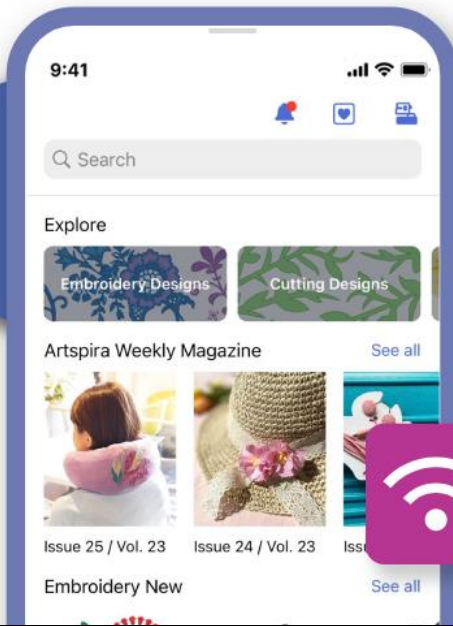 9:41
Search
Explore
Embroidery Designs
Cutting Designs
Artspira Weekly Magazine
See all
Issue 25 / Vol. 23
Issue 24 / Vol. 23
Embroidery New
See all